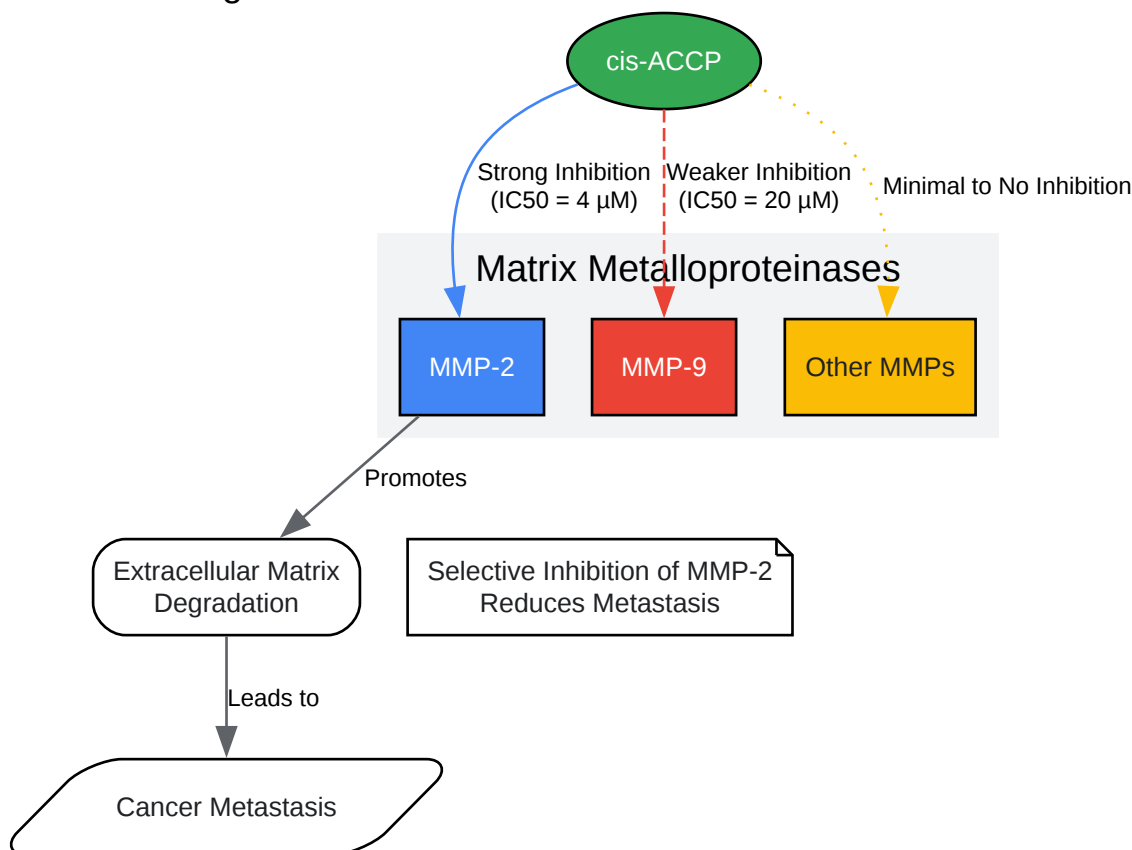 cis-ACCP
Strong Inhibition
(IC50 = 4 µM)
Weaker Inhibition
(IC50 = 20 µM)
Minimal to No Inhibition
Matrix Metalloproteinases
MMP-2
MMP-9
Other MMPs
Promotes
Extracellular Matrix
Degradation
Selective Inhibition of MMP-2
Reduces Metastasis
Leads to
Cancer Metastasis